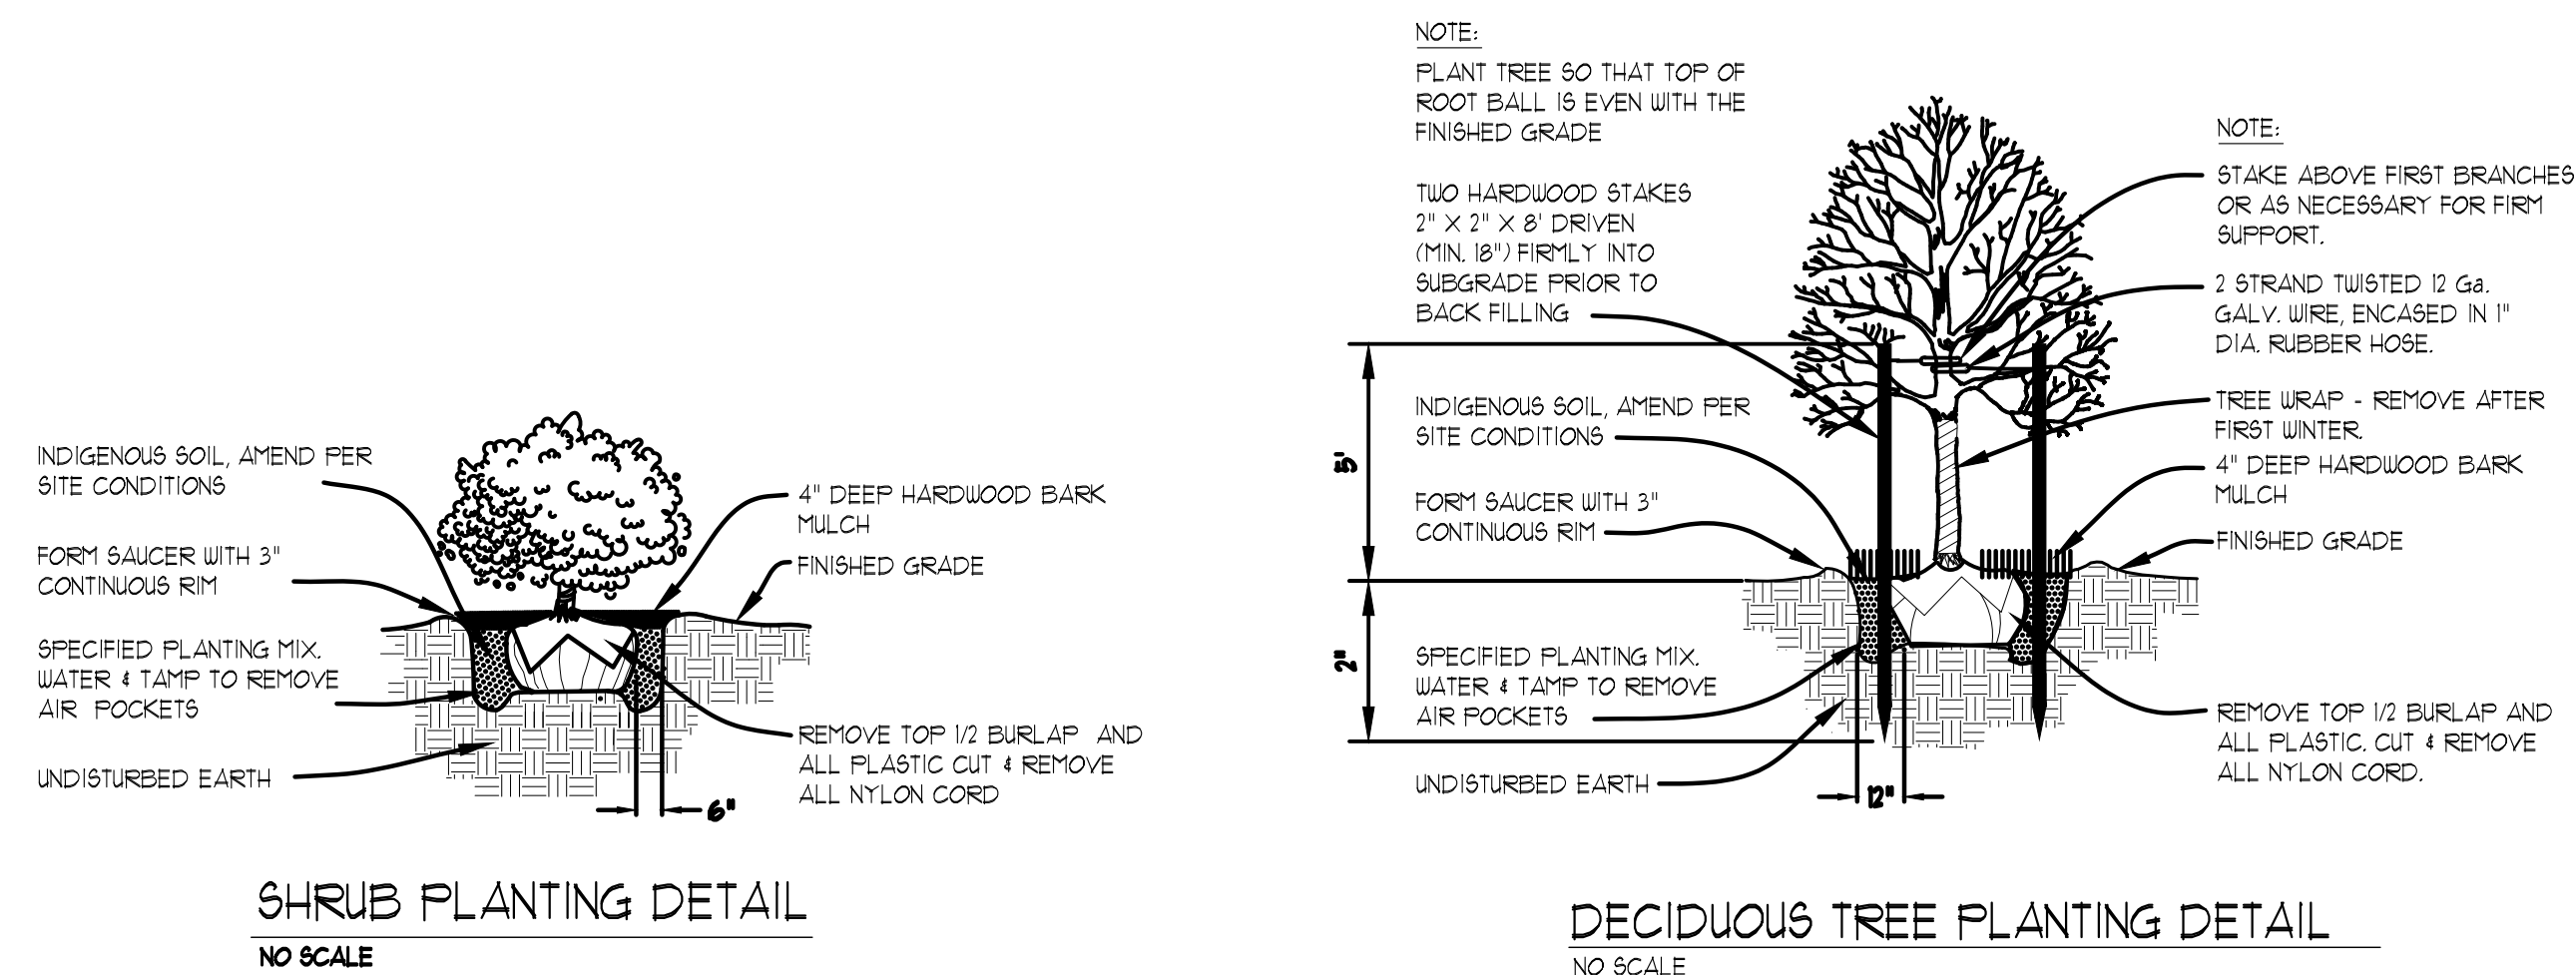 INDIGENOUS SOIL, AMEND PER
SITE CONDITIONS
FORM SAUCER WITH 3"
CONTINUOUS RIM
SPECIFIED PLANTING MIX.
WATER & TAMP TO REMOVE
AIR POCKETS
UNDISTURBED EARTH
4" DEEP HARDWOOD BARK
MULCH
FINISHED GRADE
REMOVE TOP 1/2 BURLAP AND
ALL PLASTIC CUT & REMOVE
ALL NYLON CORD
6"
SHRUB PLANTING DETAIL
NO SCALE
NOTE:
PLANT TREE SO THAT TOP OF
ROOT BALL IS EVEN WITH THE
FINISHED GRADE
TWO HARDWOOD STAKES
2" X 2" X 8' DRIVEN
(MIN. 18") FIRMLY INTO
SUBGRADE PRIOR TO
BACK FILLING
5'
INDIGENOUS SOIL, AMEND PER
SITE CONDITIONS
FORM SAUCER WITH 3"
CONTINUOUS RIM
2"
SPECIFIED PLANTING MIX.
WATER & TAMP TO REMOVE
AIR POCKETS
UNDISTURBED EARTH
12"
NOTE:
STAKE ABOVE FIRST BRANCHES
OR AS NECESSARY FOR FIRM
SUPPORT.
2 STRAND TWISTED 12 Ga.
GALV. WIRE, ENCASED IN 1"
DIA. RUBBER HOSE.
TREE WRAP - REMOVE AFTER
FIRST WINTER.
4" DEEP HARDWOOD BARK
MULCH
FINISHED GRADE
REMOVE TOP 1/2 BURLAP AND
ALL PLASTIC. CUT & REMOVE
ALL NYLON CORD.
DECIDUOUS TREE PLANTING DETAIL
NO SCALE